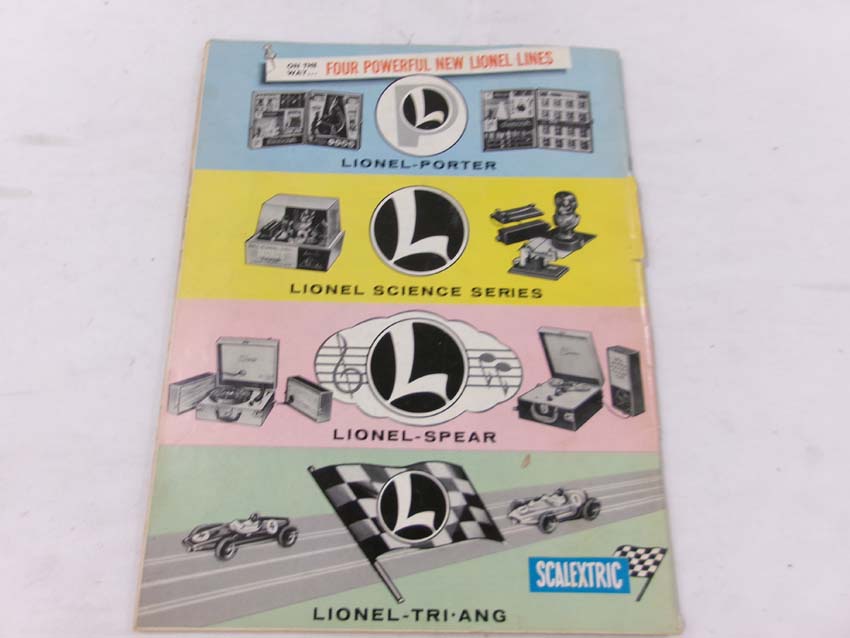 ON THE
WAY... FOUR POWERFUL NEW LIONEL LINES
P L
LIONEL-PORTER
L
LIONEL SCIENCE SERIES
L
LIONEL-SPEAR
L
SCALEXTRIC
LIONEL-TRI·ANG